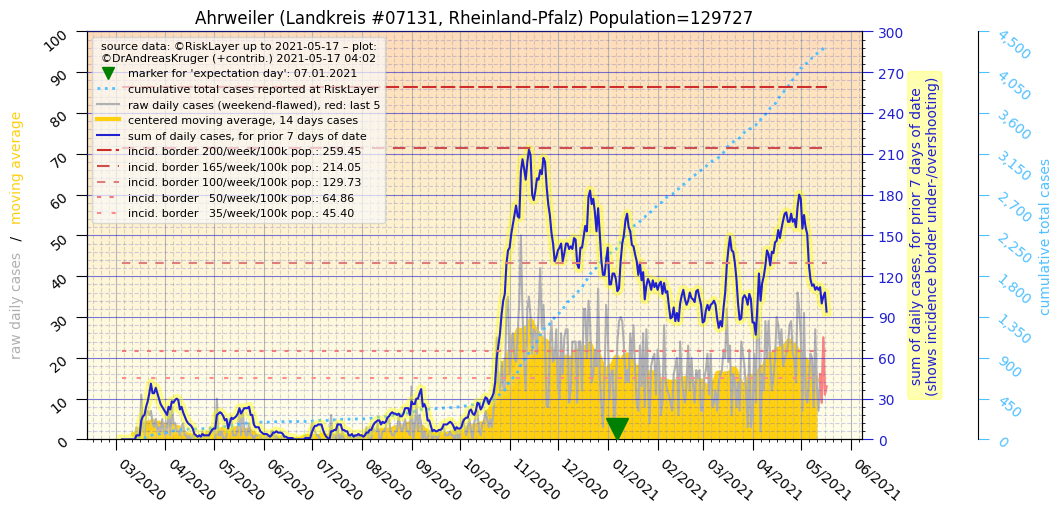 Ahrweiler (Landkreis #07131, Rheinland-Pfalz) Population=129727
source data: ©RiskLayer up to 2021-05-17 – plot:
©DrAndreasKruger (+contrib.) 2021-05-17 04:02
marker for 'expectation day': 07.01.2021
cumulative total cases reported at RiskLayer
raw daily cases (weekend-flawed), red: last 5
centered moving average, 14 days cases
sum of daily cases, for prior 7 days of date
incid. border 200/week/100k pop.: 259.45
incid. border 165/week/100k pop.: 214.05
incid. border 100/week/100k pop.: 129.73
incid. border   50/week/100k pop.: 64.86
incid. border   35/week/100k pop.: 45.40
raw daily cases  /  moving average
100
90
80
70
60
50
40
30
20
10
0
300
270
240
210
180
150
120
90
60
30
0
sum of daily cases, for prior 7 days of date
(shows incidence border under-/overshooting)
4,500
4,050
3,600
3,150
2,700
2,250
1,800
1,350
900
450
0
cumulative total cases
03/2020
04/2020
05/2020
06/2020
07/2020
08/2020
09/2020
10/2020
11/2020
12/2020
01/2021
02/2021
03/2021
04/2021
05/2021
06/2021